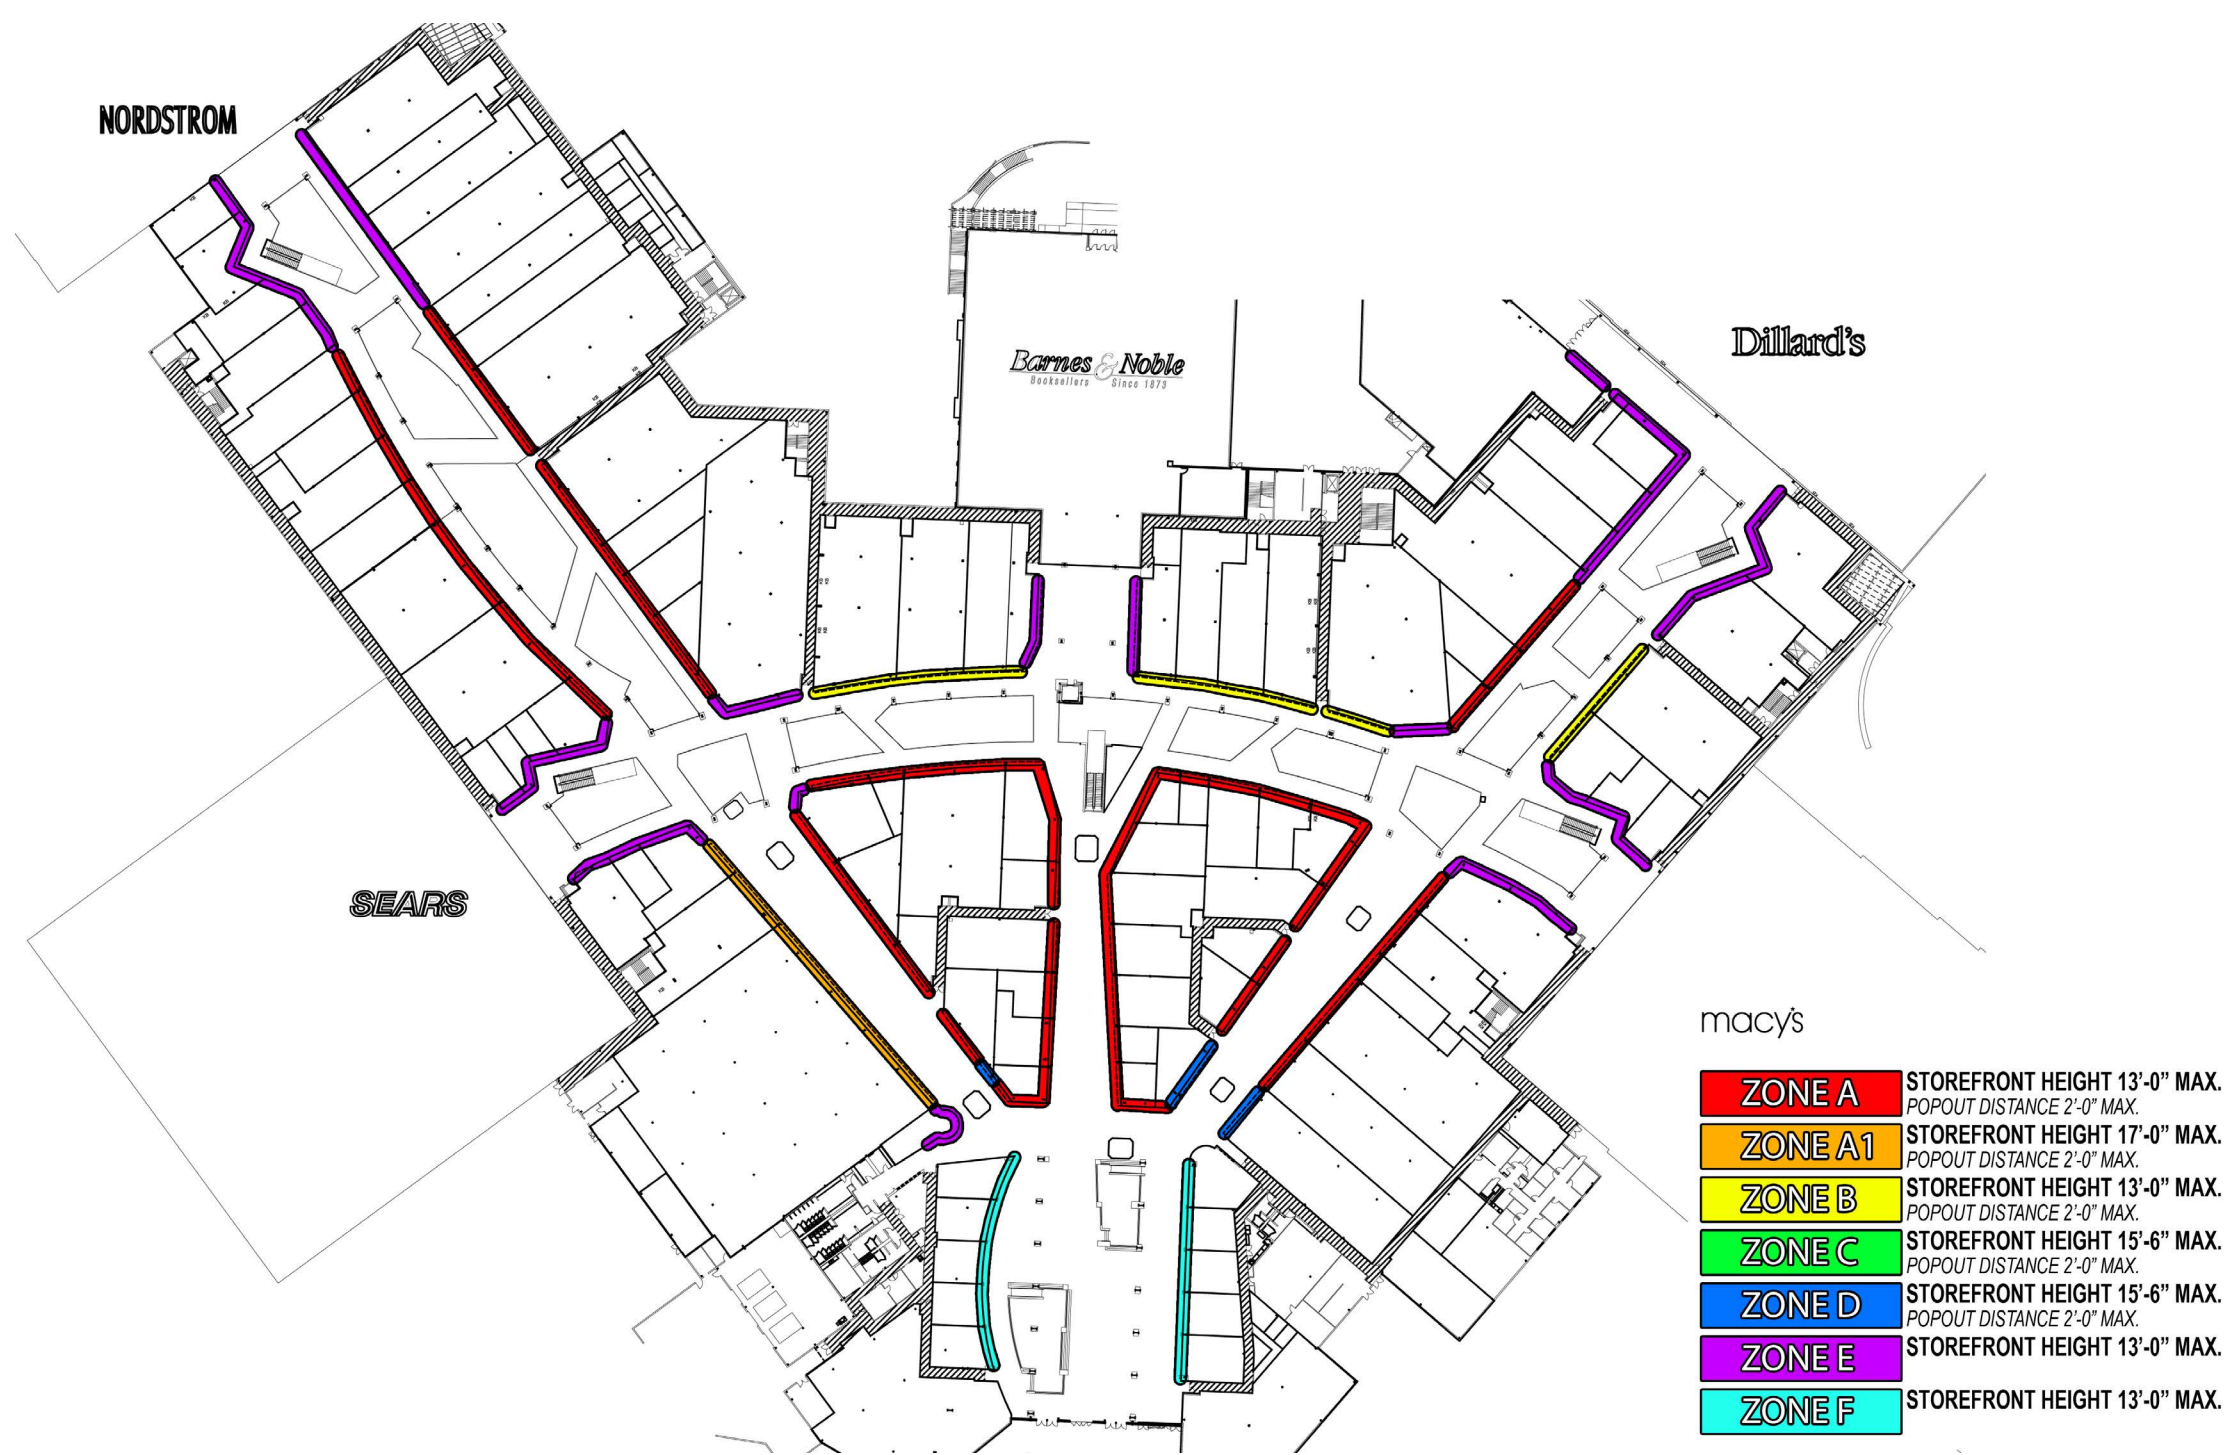 NORDSTROM
Barnes & Noble
Booksellers Since 1873
Dillard's
SEARS
macy's
ZONE A STOREFRONT HEIGHT 13'-0" MAX.
POPOUT DISTANCE 2'-0" MAX.
ZONE A1 STOREFRONT HEIGHT 17'-0" MAX.
POPOUT DISTANCE 2'-0" MAX.
ZONE B STOREFRONT HEIGHT 13'-0" MAX.
POPOUT DISTANCE 2'-0" MAX.
ZONE C STOREFRONT HEIGHT 15'-6" MAX.
POPOUT DISTANCE 2'-0" MAX.
ZONE D STOREFRONT HEIGHT 15'-6" MAX.
POPOUT DISTANCE 2'-0" MAX.
ZONE E STOREFRONT HEIGHT 13'-0" MAX.
ZONE F STOREFRONT HEIGHT 13'-0" MAX.